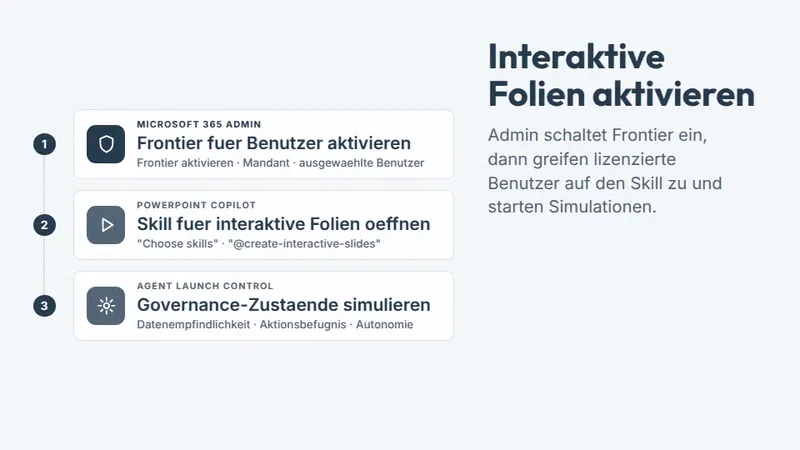 Interaktive
Folien aktivieren
Admin schaltet Frontier ein,
dann greifen lizenzierte
Benutzer auf den Skill zu und
starten Simulationen.
1
MICROSOFT 365 ADMIN
Frontier fuer Benutzer aktivieren
Frontier aktivieren · Mandant · ausgewaehlte Benutzer
2
POWERPOINT COPILOT
Skill fuer interaktive Folien oeffnen
"Choose skills" · "@create-interactive-slides"
3
AGENT LAUNCH CONTROL
Governance-Zustaende simulieren
Datenempfindlichkeit · Aktionsbefugnis · Autonomie